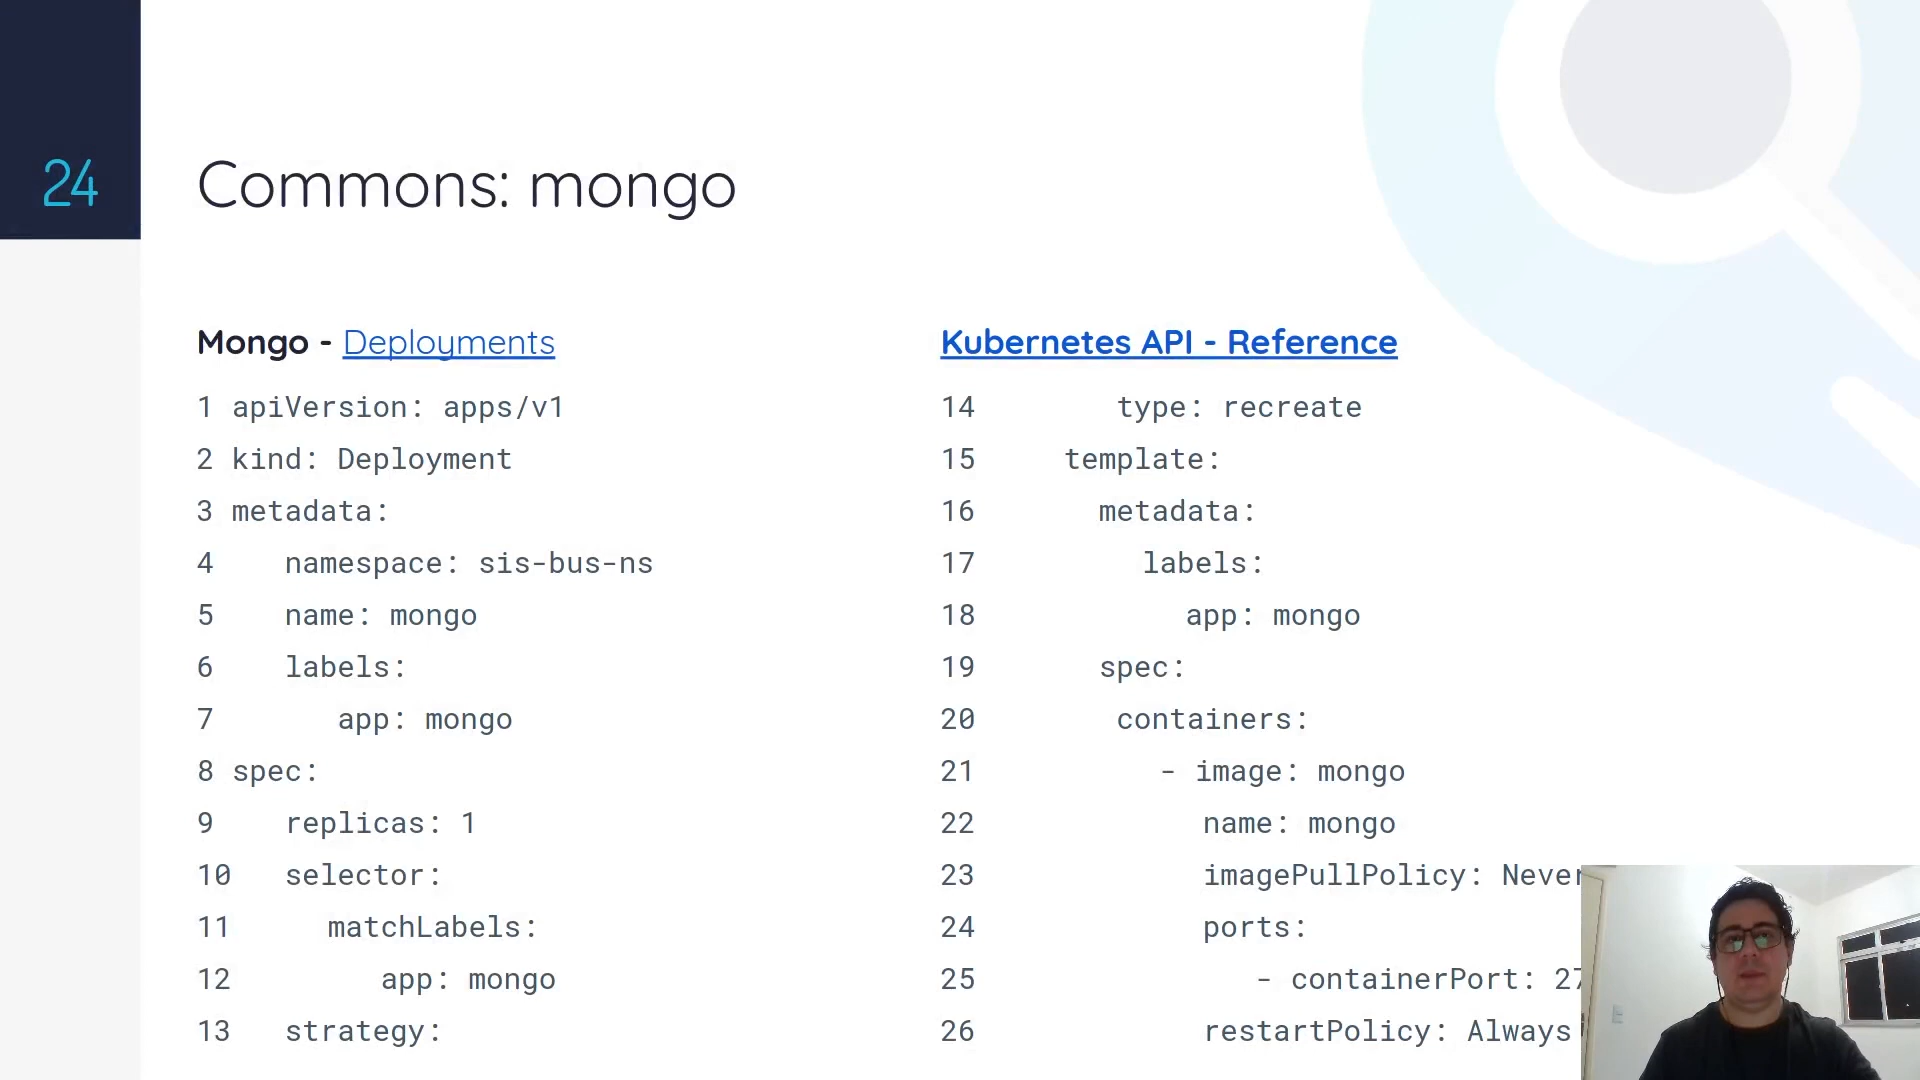 24
Commons: mongo
Mongo - Deployments
1 apiVersion: apps/v1
2 kind: Deployment
3 metadata:
4 namespace: sis-bus-ns
5 name: mongo
6 labels:
7 app: mongo
8 spec:
9 replicas: 1
10 selector:
11 matchLabels:
12 app: mongo
13 strategy:
Kubernetes API - Reference
14 type: recreate
15 template:
16 metadata:
17 labels:
18 app: mongo
19 spec:
20 containers:
21 - image: mongo
22 name: mongo
23 imagePullPolicy: Never
24 ports:
25 - containerPort:
26 restartPolicy: Always